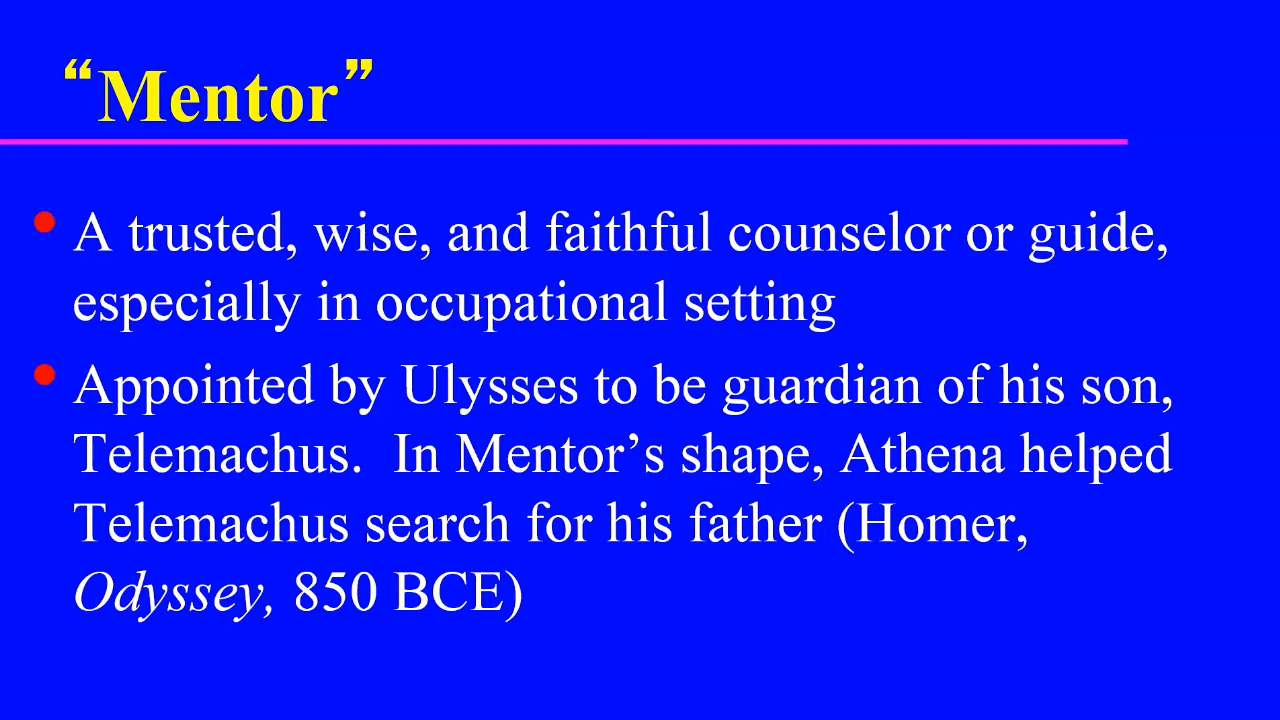 “Mentor”
• A trusted, wise, and faithful counselor or guide,
especially in occupational setting
• Appointed by Ulysses to be guardian of his son,
Telemachus.  In Mentor’s shape, Athena helped
Telemachus search for his father (Homer,
Odyssey, 850 BCE)